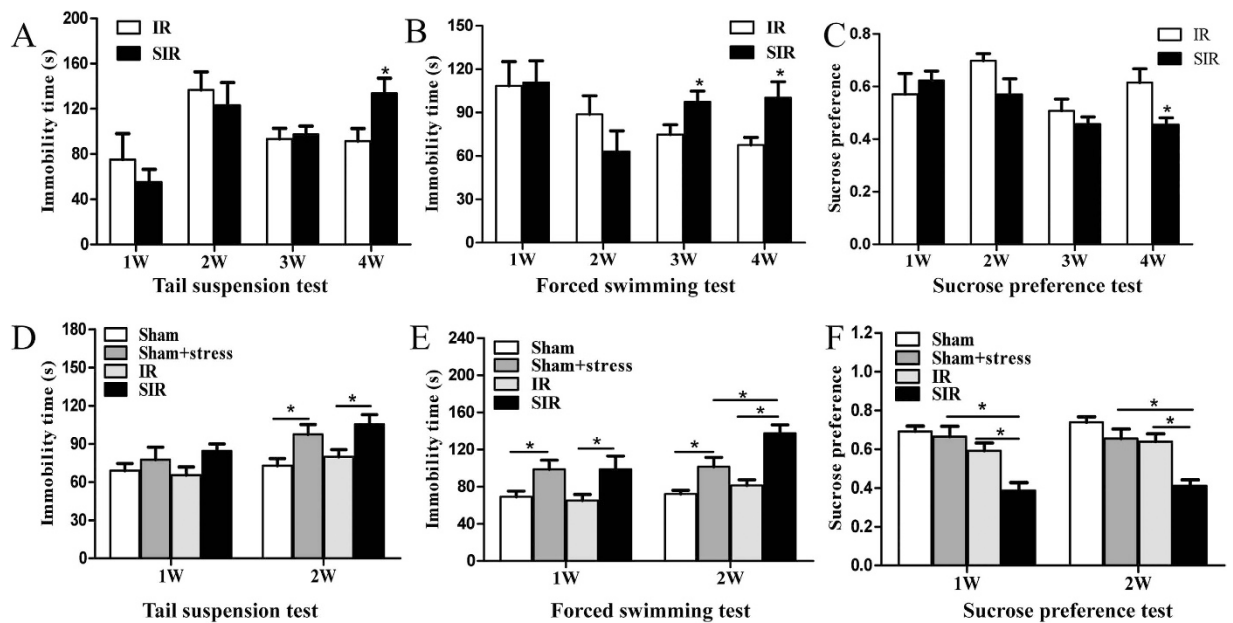 A
IR
SIR
Immobility time (s)
200
160
120
80
40
0
*
1W 2W 3W 4W
Tail suspension test
B
IR
SIR
Immobility time (s)
150
120
90
60
30
0
* *
1W 2W 3W 4W
Forced swimming test
C
IR
SIR
Sucrose preference
0.8
0.6
0.4
0.2
0.0
*
1W 2W 3W 4W
Sucrose preference test
D
Sham
Sham+stress
IR
SIR
Immobility time (s)
180
150
120
90
60
30
0
* *
1W 2W
Tail suspension test
E
Sham
Sham+stress
IR
SIR
Immobility time (s)
240
200
160
120
80
40
0
* * * * *
1W 2W
Forced swimming test
F
Sham
Sham+stress
IR
SIR
Sucrose preference
1.2
1.0
0.8
0.6
0.4
0.2
0.0
* * * *
1W 2W
Sucrose preference test